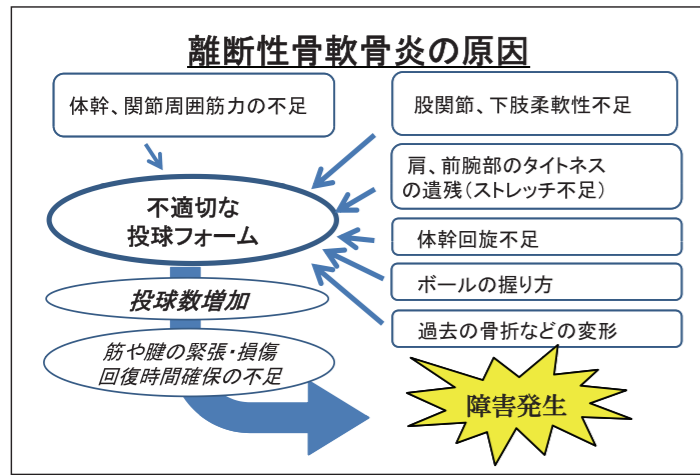 離断性骨軟骨炎の原因
体幹、関節周囲筋力の不足
股関節、下肢柔軟性不足
肩、前腕部のタイトネス
の遺残(ストレッチ不足)
体幹回旋不足
ボールの握り方
過去の骨折などの変形
不適切な
投球フォーム
投球数増加
筋や腱の緊張・損傷
回復時間確保の不足
障害発生